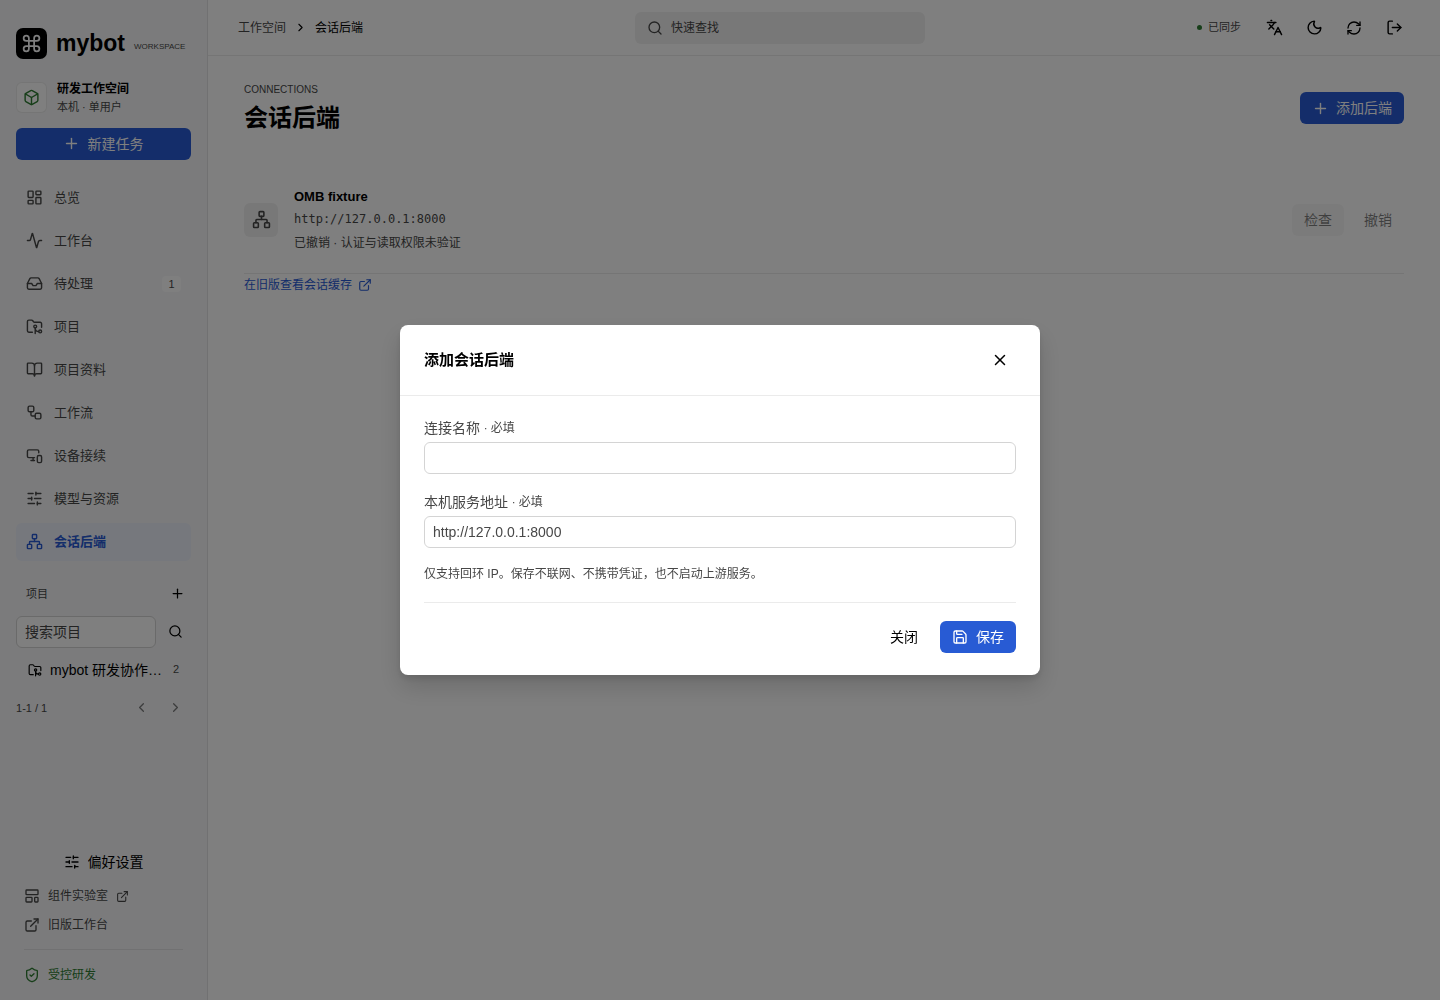 mybot WORKSPACE
研发工作空间
本机 · 单用户
新建任务
总览
工作台
待处理 1
项目
项目资料
工作流
设备接续
模型与资源
会话后端
项目
搜索项目
mybot 研发协作… 2
1-1 / 1
偏好设置
组件实验室
旧版工作台
受控研发
工作空间 会话后端
快速查找
已同步
CONNECTIONS
会话后端
添加后端
OMB fixture
http://127.0.0.1:8000
已撤销 · 认证与读取权限未验证
检查 撤销
在旧版查看会话缓存
添加会话后端
连接名称 · 必填
本机服务地址 · 必填
http://127.0.0.1:8000
仅支持回环 IP。保存不联网、不携带凭证，也不启动上游服务。
关闭 保存